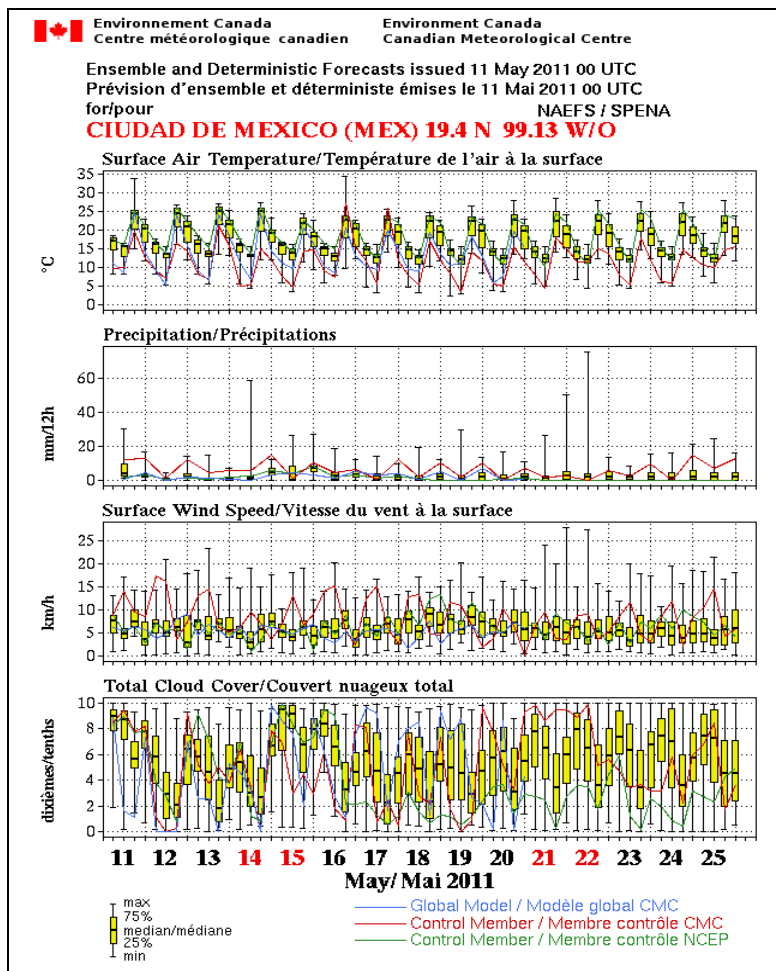 Environnement Canada Environment Canada
Centre météorologique canadien Canadian Meteorological Centre
Ensemble and Deterministic Forecasts issued 11 May 2011 00 UTC
Prévision d'ensemble et déterministe émises le 11 Mai 2011 00 UTC
for/pour NAEFS / SPENA
CIUDAD DE MEXICO (MEX) 19.4 N 99.13 W/O
Surface Air Temperature/Température de l'air à la surface
35
30
25
20
15
10
5
0
°C
Precipitation/Précipitations
60
40
20
0
mm/12h
Surface Wind Speed/Vitesse du vent à la surface
25
20
15
10
5
0
km/h
Total Cloud Cover/Couvert nuageux total
10
8
6
4
2
0
dixièmes/tenths
11 12 13 14 15 16 17 18 19 20 21 22 23 24 25
May/ Mai 2011
max
75%
median/médiane
25%
min
Global Model / Modèle global CMC
Control Member / Membre contrôle CMC
Control Member / Membre contrôle NCEP